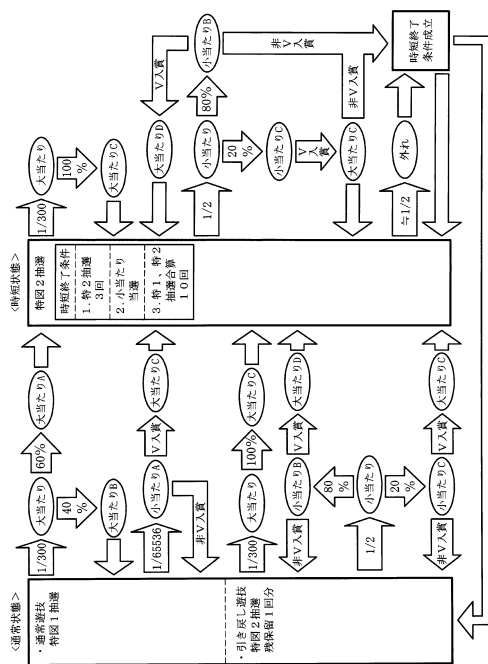 <通常状態>
・通常遊技
特図1抽選
・引き戻し遊技
特図2抽選
残保留1回分
1/300
大当たり
60%
大当たりA
40
%
大当たりB
1/65536
小当たりA
V入賞
大当たりC
非V入賞
1/300
大当たり
100%
大当たりC
非V入賞
小当たりB
V入賞
大当たりD
80
%
1/2
小当たり
20
%
非V入賞
小当たりC
V入賞
大当たりC
<時短状態>
特図2抽選
時短終了条件
1.特2抽選
3回
2.小当たり
当選
3.特1、特2
抽選合算
10回
1/300
大当たり
100
%
大当たりC
大当たりD
V入賞
小当たりB
非V入賞
80%
1/2
小当たり
20
%
小当たりC
V入
賞
大当たりC
非V入賞
≒1/2
外れ
時短終了
条件成立